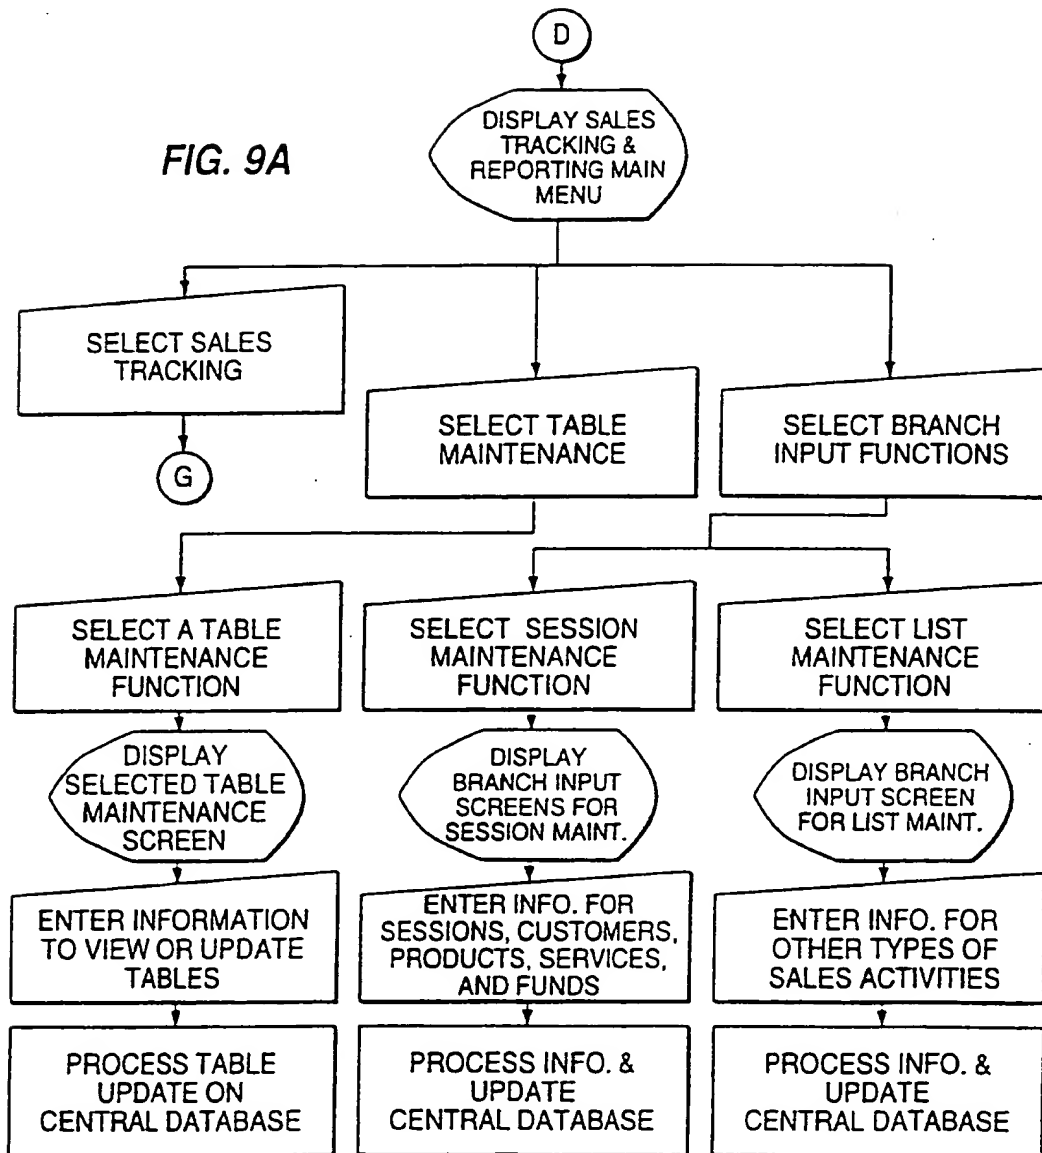 D
FIG. 9A
DISPLAY SALES
TRACKING &
REPORTING MAIN
MENU
SELECT SALES
TRACKING
G
SELECT TABLE
MAINTENANCE
SELECT BRANCH
INPUT FUNCTIONS
SELECT A TABLE
MAINTENANCE
FUNCTION
SELECT SESSION
MAINTENANCE
FUNCTION
SELECT LIST
MAINTENANCE
FUNCTION
DISPLAY
SELECTED TABLE
MAINTENANCE
SCREEN
DISPLAY
BRANCH INPUT
SCREENS FOR
SESSION MAINT.
DISPLAY BRANCH
INPUT SCREEN
FOR LIST MAINT.
ENTER INFORMATION
TO VIEW OR UPDATE
TABLES
ENTER INFO. FOR
SESSIONS, CUSTOMERS,
PRODUCTS, SERVICES,
AND FUNDS
ENTER INFO. FOR
OTHER TYPES OF
SALES ACTIVITIES
PROCESS TABLE
UPDATE ON
CENTRAL DATABASE
PROCESS INFO. &
UPDATE
CENTRAL DATABASE
PROCESS INFO. &
UPDATE
CENTRAL DATABASE